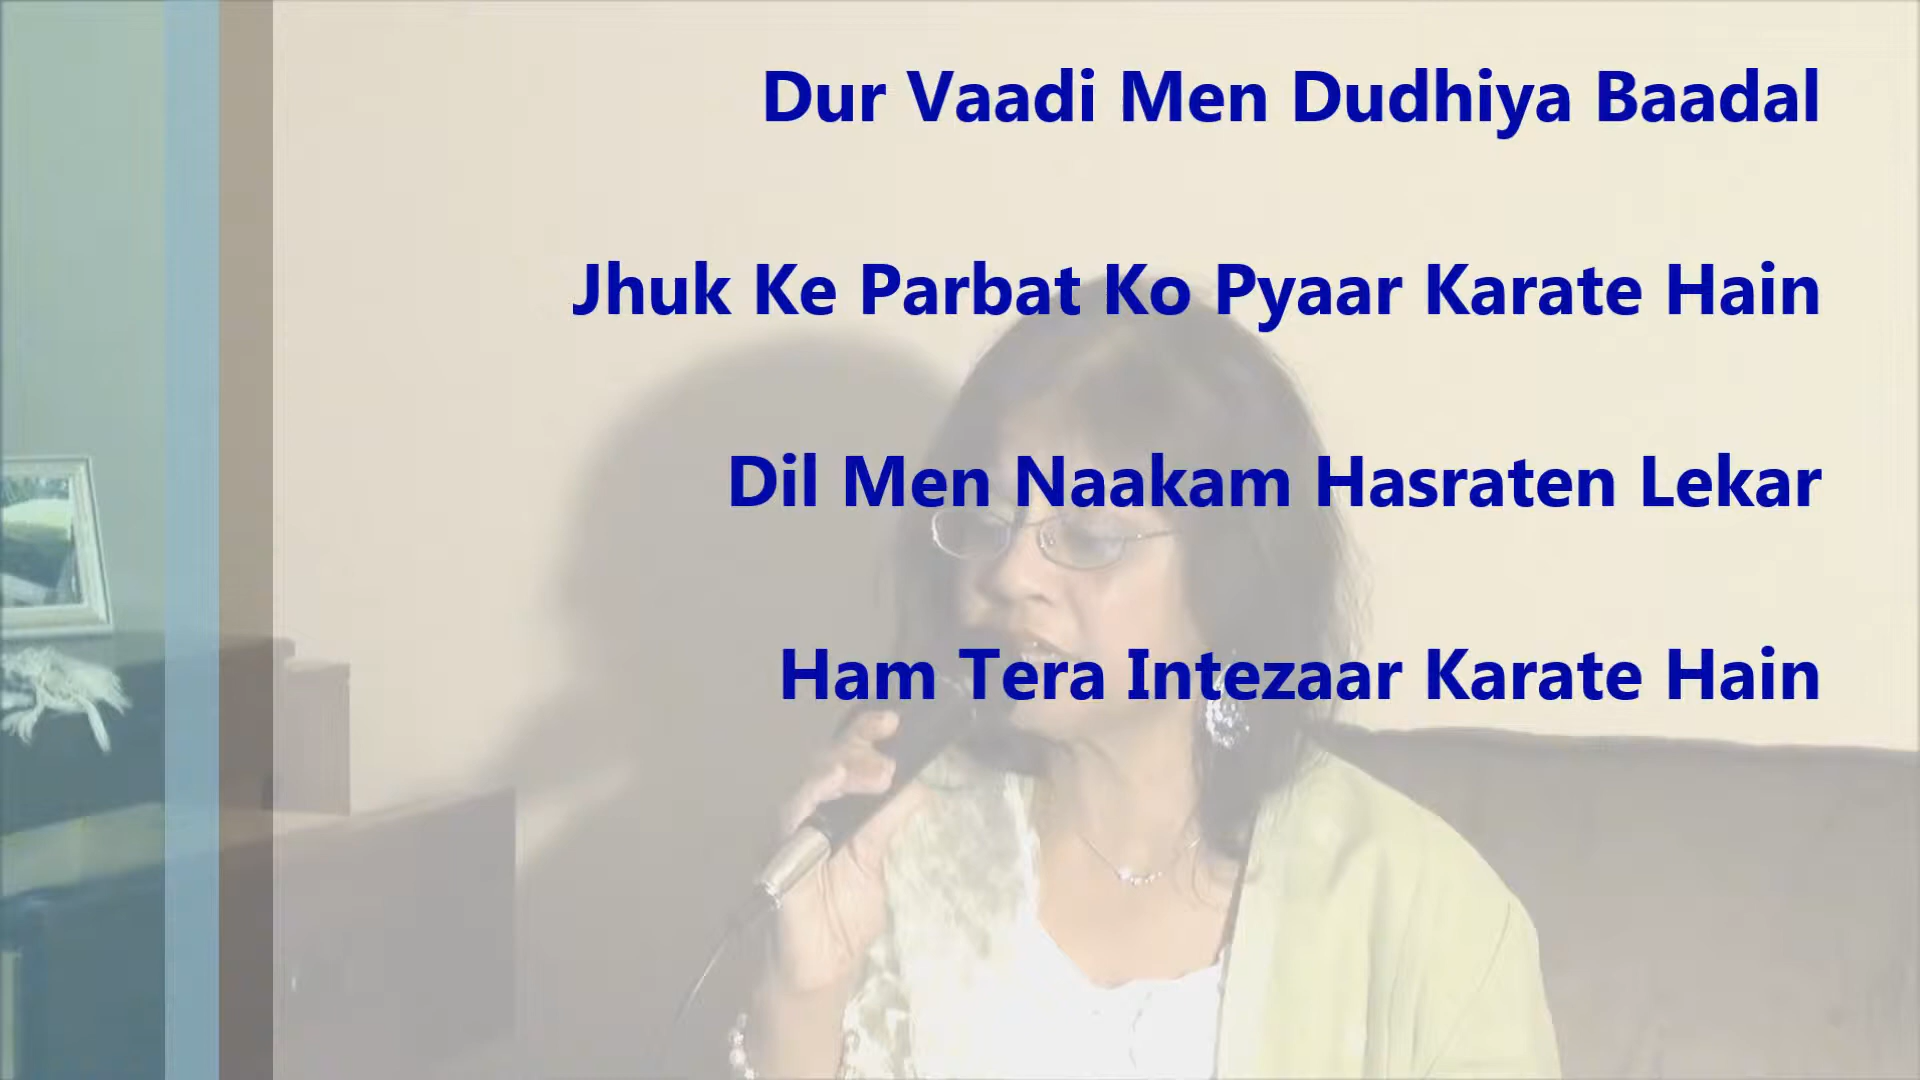 Dur Vaadi Men Dudhiya Baadal
Jhuk Ke Parbat Ko Pyaar Karate Hain
Dil Men Naakam Hasraten Lekar
Ham Tera Intezaar Karate Hain